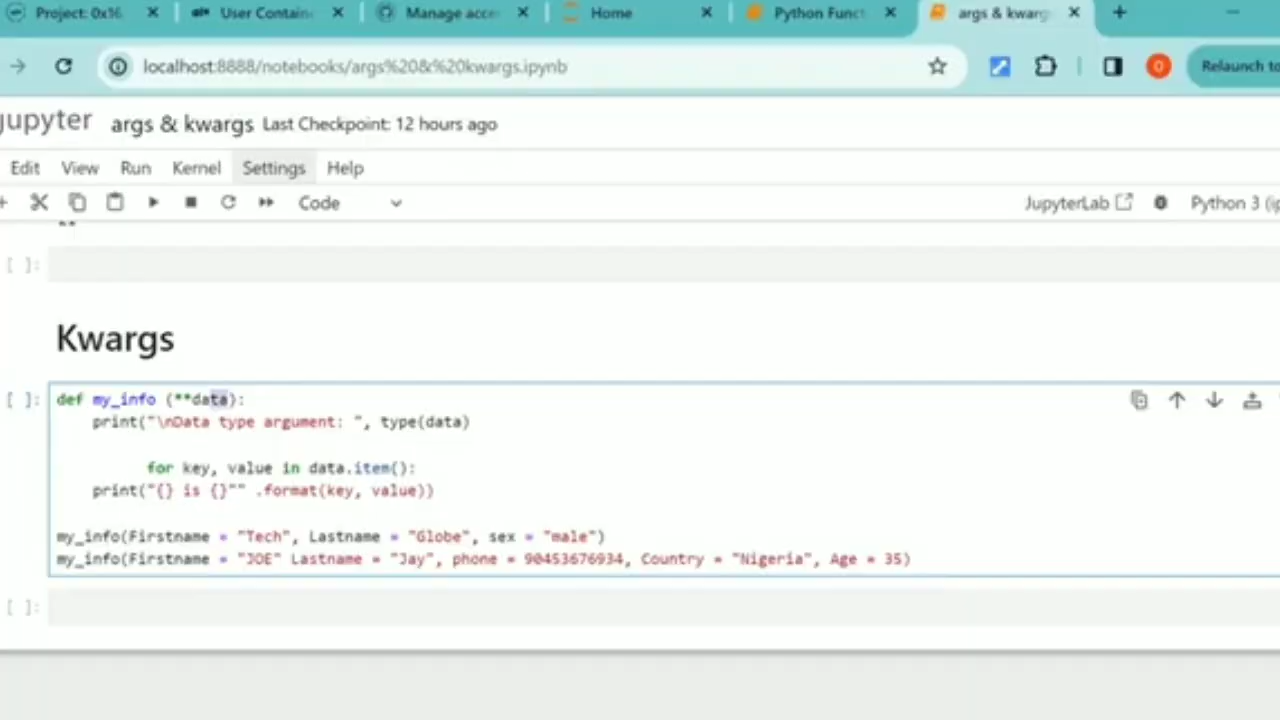 Project: 0x16
User Contain
Manage acce
Home
Python Funct
args & kwarg
localhost:8888/notebooks/args%20&%20kwargs.ipynb
Relaunch to
jupyter args & kwargs Last Checkpoint: 12 hours ago
Edit View Run Kernel Settings Help
Code
JupyterLab
Python 3 (ip
[ ]:
Kwargs
[ ]: def my_info (**data):
print("\nData type argument: ", type(data)
for key, value in data.item():
print("{} is {}"" .format(key, value))
my_info(Firstname = "Tech", Lastname = "Globe", sex = "male")
my_info(Firstname = "JOE" Lastname = "Jay", phone = 90453676934, Country = "Nigeria", Age = 35)
[ ]: